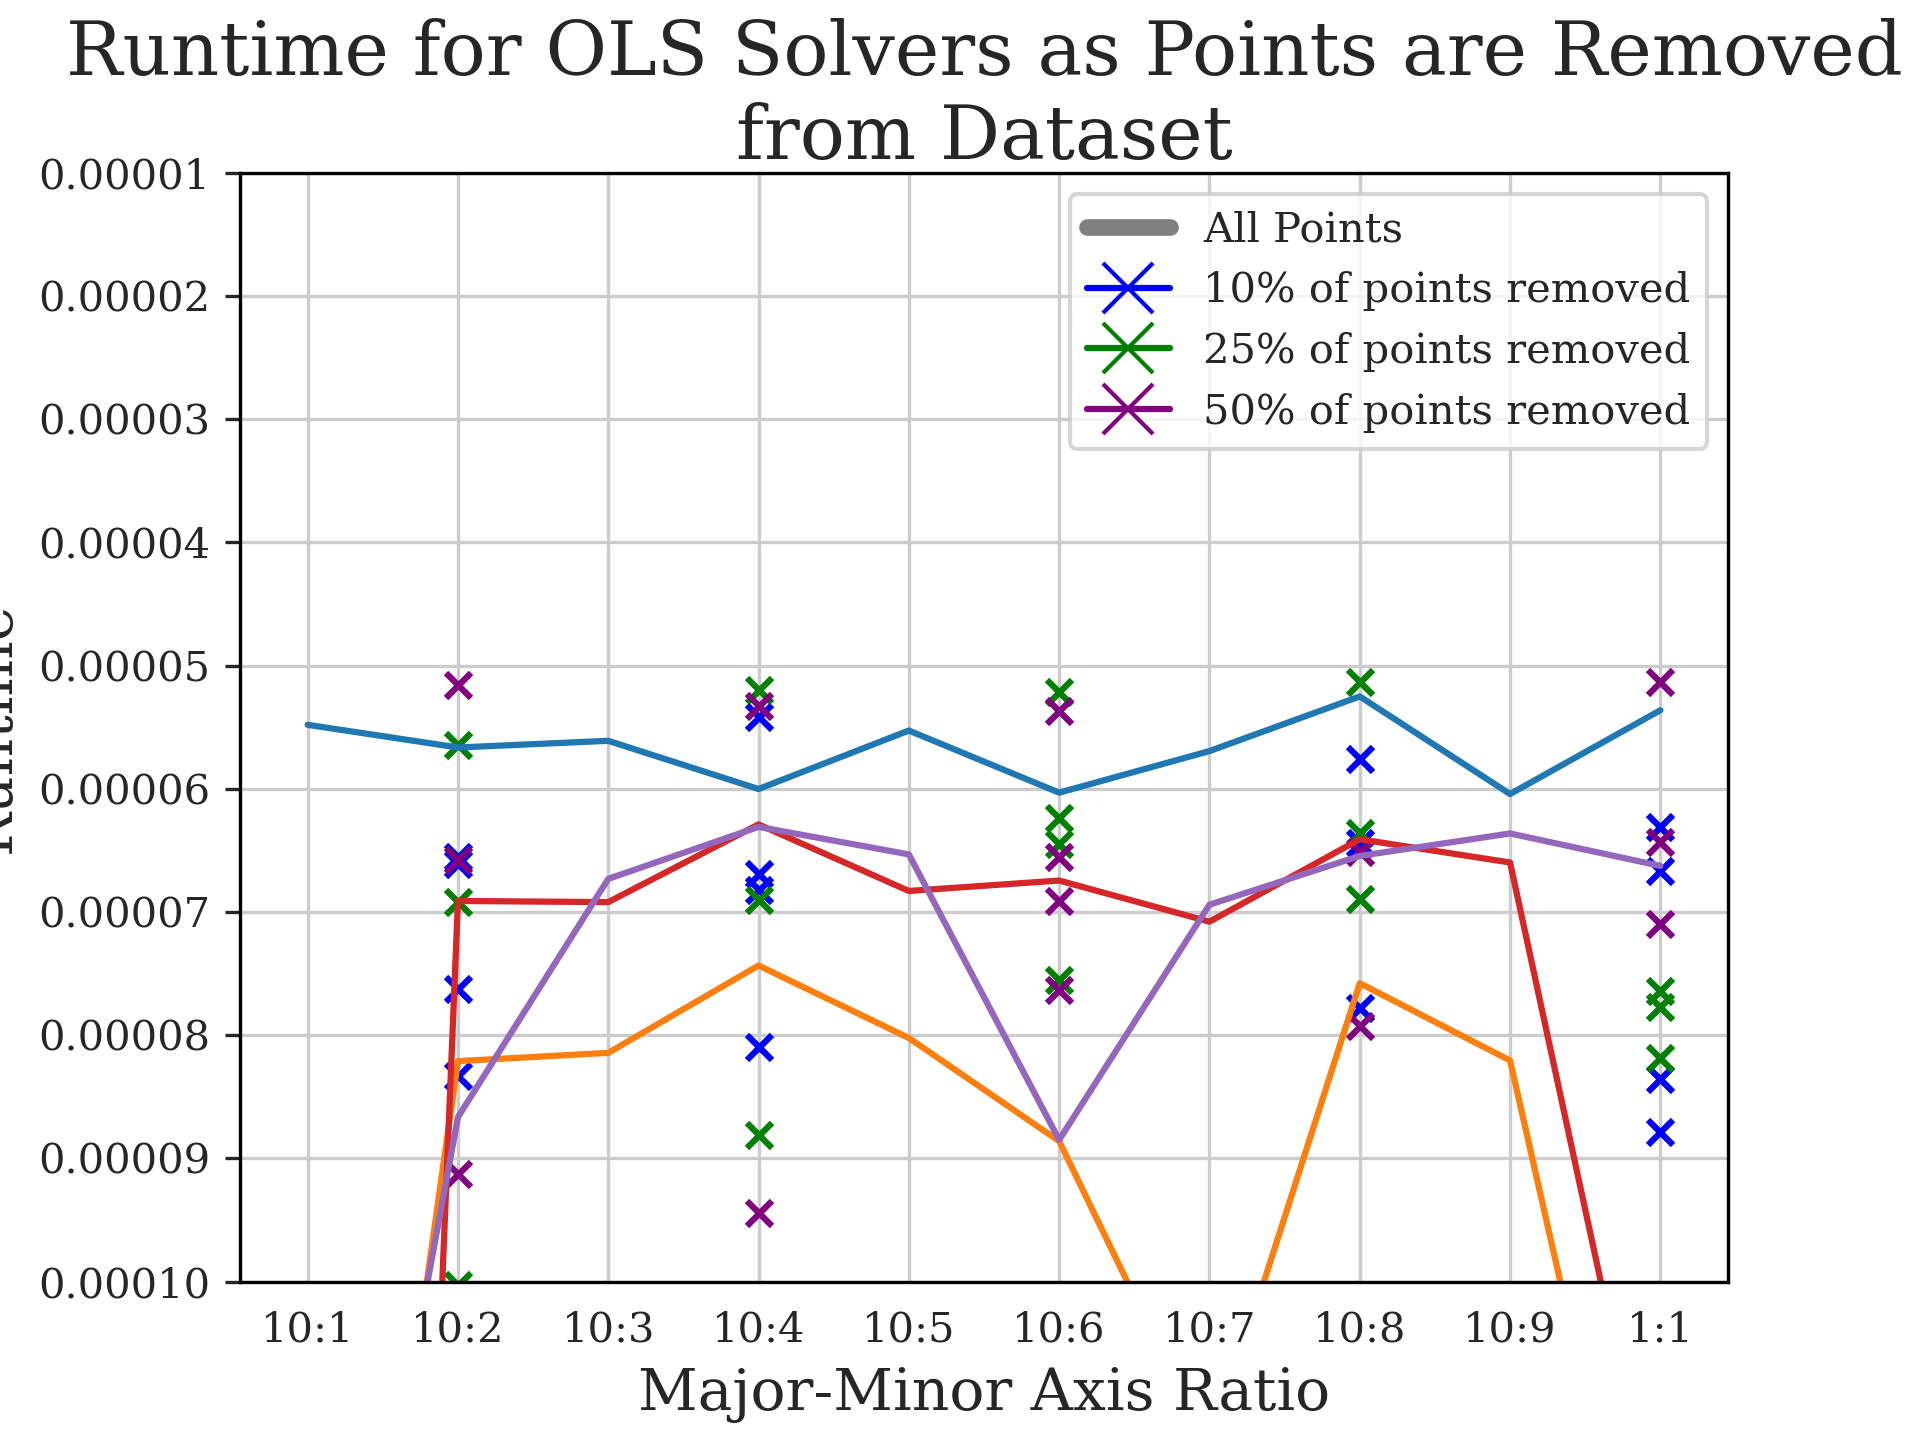 Runtime for OLS Solvers as Points are Removed
from Dataset
0.00001
0.00002
0.00003
0.00004
0.00005
0.00006
0.00007
0.00008
0.00009
0.00010
Runtime
All Points
10% of points removed
25% of points removed
50% of points removed
10:1 10:2 10:3 10:4 10:5 10:6 10:7 10:8 10:9 1:1
Major-Minor Axis Ratio